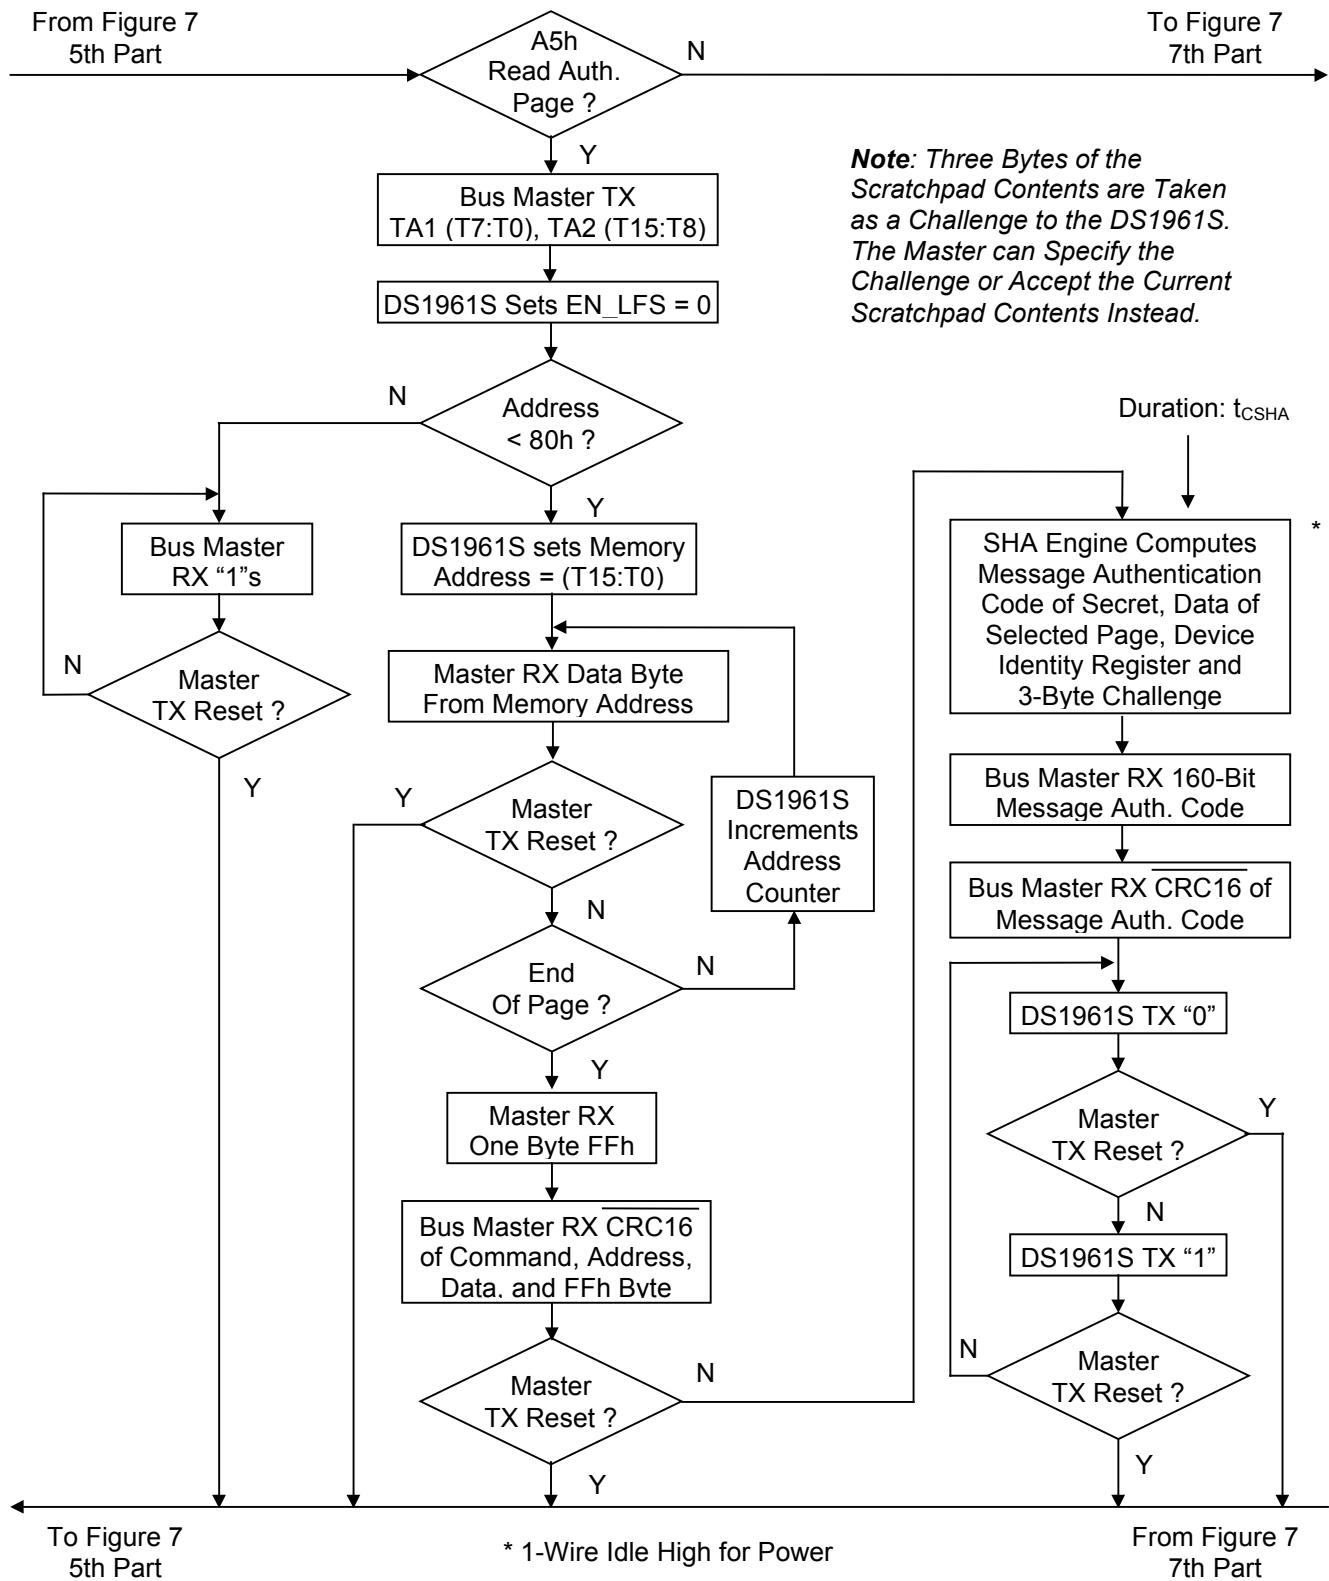 From Figure 7
5th Part
To Figure 7
7th Part
A5h
Read Auth.
Page ?
N
Y
Note: Three Bytes of the
Scratchpad Contents are Taken
as a Challenge to the DS1961S.
The Master can Specify the
Challenge or Accept the Current
Scratchpad Contents Instead.
Bus Master TX
TA1 (T7:T0), TA2 (T15:T8)
DS1961S Sets EN_LFS = 0
Address
< 80h ?
N
Y
Bus Master
RX “1”s
Master
TX Reset ?
N
Y
DS1961S sets Memory
Address = (T15:T0)
Master RX Data Byte
From Memory Address
Master
TX Reset ?
Y
N
DS1961S
Increments
Address
Counter
End
Of Page ?
N
Y
Master RX
One Byte FFh
Bus Master RX CRC16
of Command, Address,
Data, and FFh Byte
Master
TX Reset ?
N
Y
Duration: tCSHA
SHA Engine Computes
Message Authentication
Code of Secret, Data of
Selected Page, Device
Identity Register and
3-Byte Challenge
*
Bus Master RX 160-Bit
Message Auth. Code
Bus Master RX CRC16 of
Message Auth. Code
DS1961S TX “0”
Master
TX Reset ?
Y
N
DS1961S TX “1”
Master
TX Reset ?
N
Y
To Figure 7
5th Part
* 1-Wire Idle High for Power
From Figure 7
7th Part